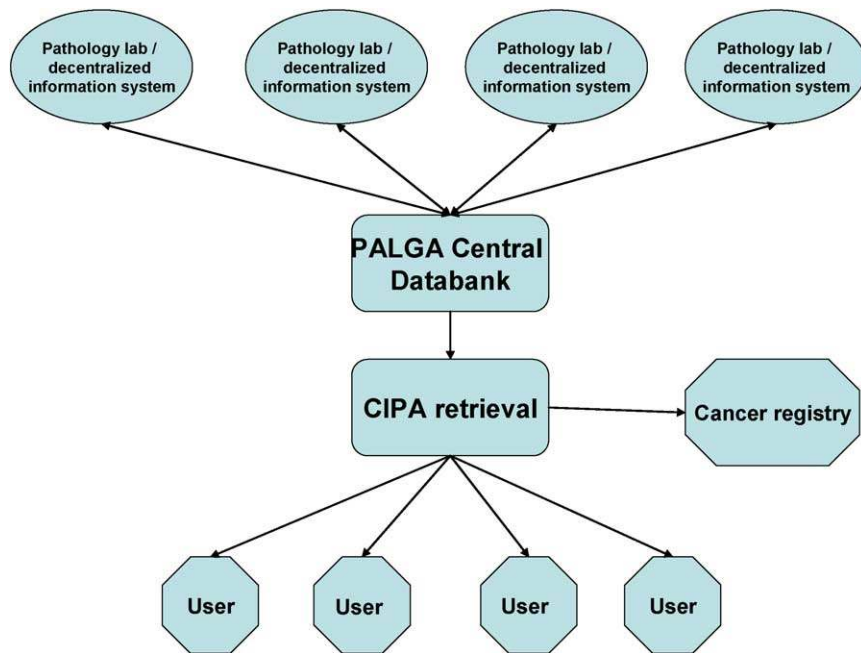 Pathology lab /
decentralized
information system
Pathology lab /
decentralized
information system
Pathology lab /
decentralized
information system
Pathology lab /
decentralized
information system
PALGA Central
Databank
CIPA retrieval
Cancer registry
User
User
User
User